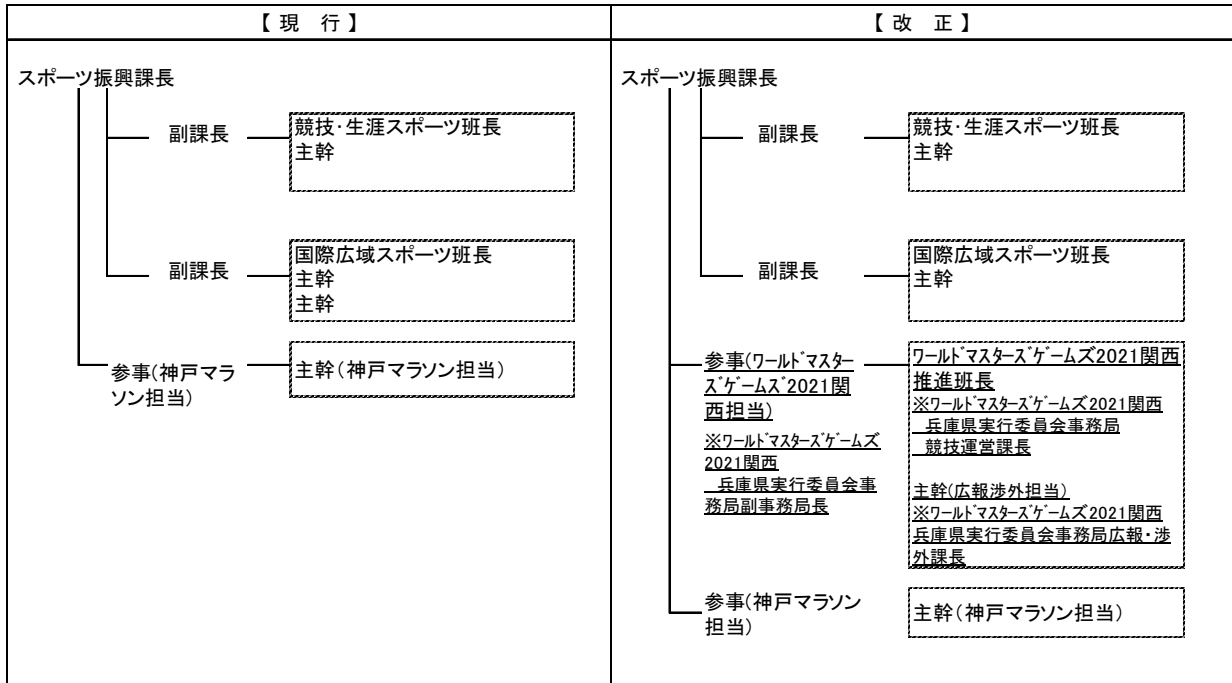 【 現　行 】
スポーツ振興課長
副課長
競技・生涯スポーツ班長
主幹
副課長
国際広域スポーツ班長
主幹
主幹
参事(神戸マラ
ソン担当)
主幹(神戸マラソン担当)
【 改　正 】
スポーツ振興課長
副課長
競技・生涯スポーツ班長
主幹
副課長
国際広域スポーツ班長
主幹
参事(ワールドマスター
ズゲームズ2021関
西担当)
※ワールドマスターズゲームズ
2021関西
兵庫県実行委員会事
務局副事務局長
ワールドマスターズゲームズ2021関西
推進班長
※ワールドマスターズゲームズ2021関西
兵庫県実行委員会事務局
競技運営課長
主幹(広報渉外担当)
※ワールドマスターズゲームズ2021関西
兵庫県実行委員会事務局広報・渉
外課長
参事(神戸マラソン
担当)
主幹(神戸マラソン担当)